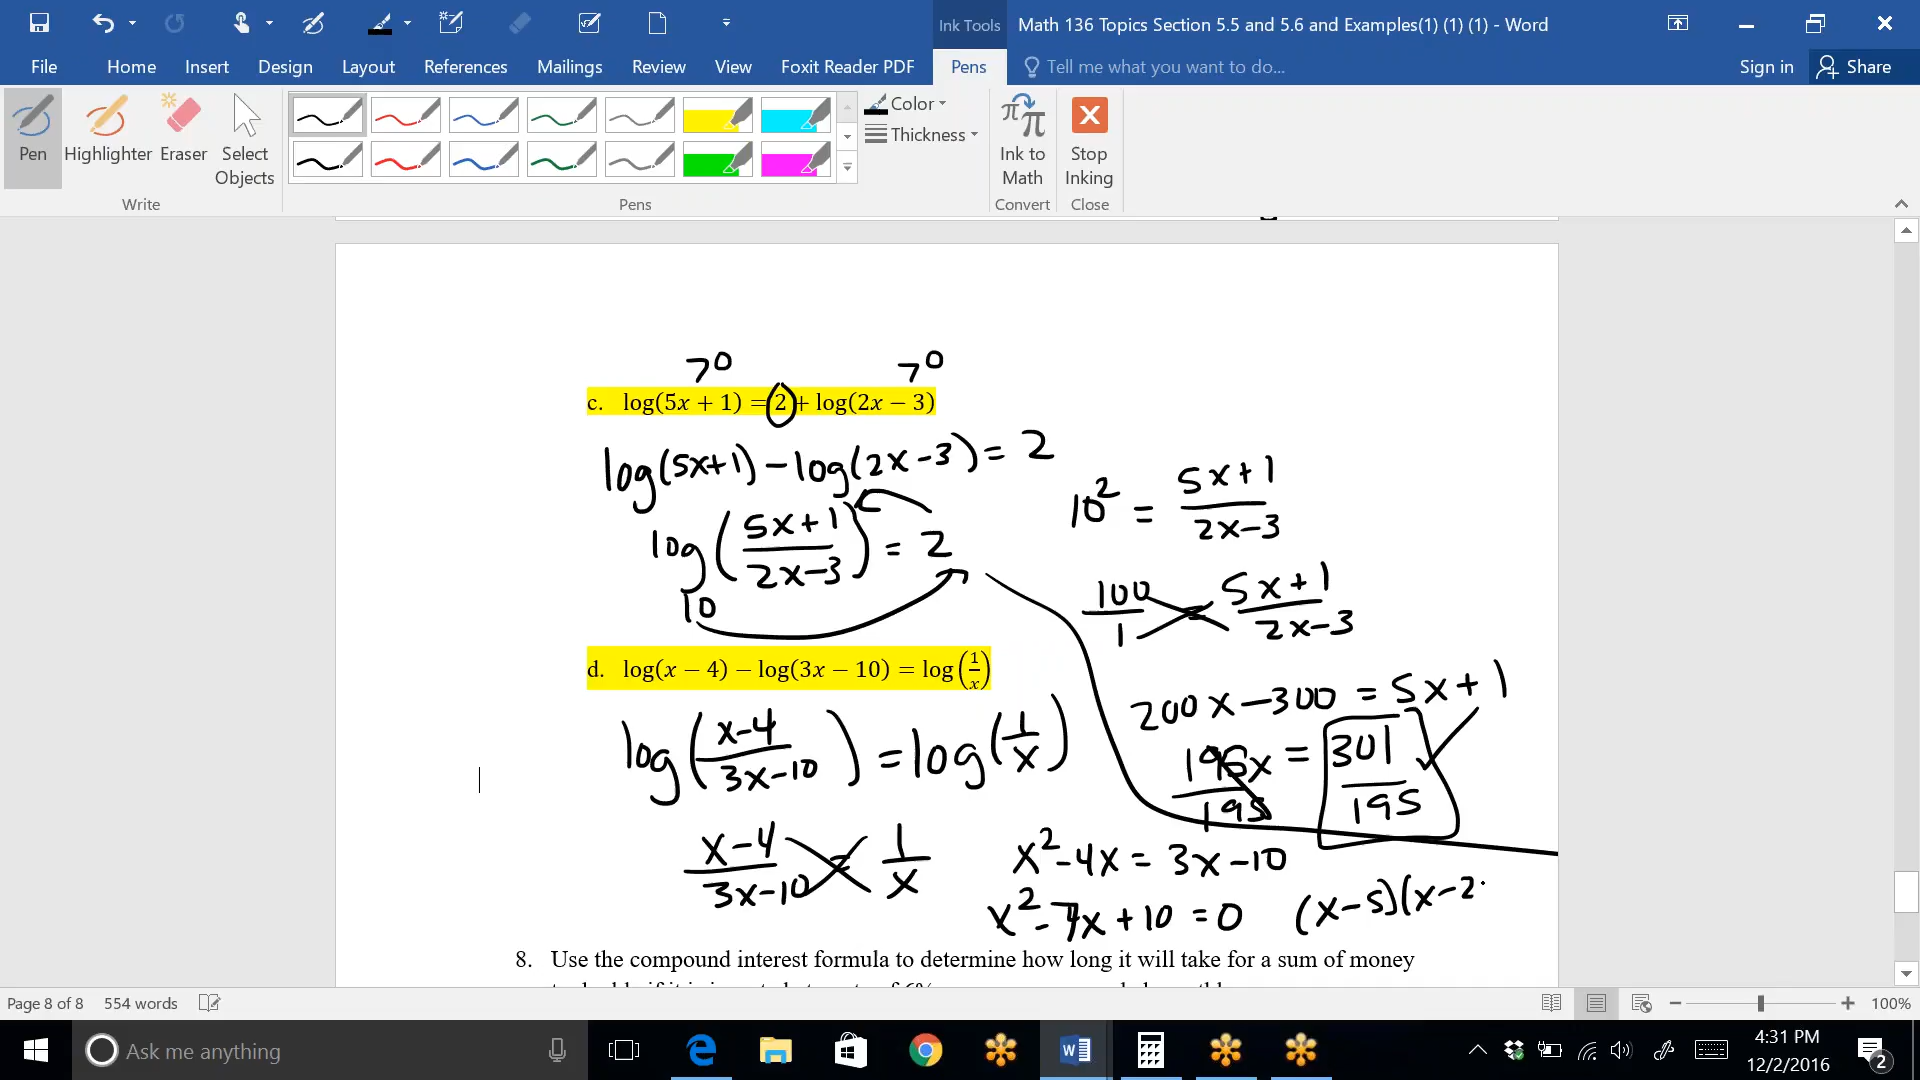 Ink Tools
Math 136 Topics Section 5.5 and 5.6 and Examples(1) (1) (1) - Word
File Home Insert Design Layout References Mailings Review View Foxit Reader PDF Pens Tell me what you want to do... Sign in Share
Pen Highlighter Eraser Select Objects
Color
Thickness
Ink to Math
Stop Inking
Write Pens Convert Close
>0 >0
c. log(5x + 1) = 2 + log(2x − 3)
log(5x+1) − log(2x−3) = 2
log((5x+1)/(2x−3)) = 2
10
10² = (5x+1)/(2x−3)
100/1 = (5x+1)/(2x−3)
200x − 300 = 5x + 1
195x/195 = 301/195 ✓
d. log(x − 4) − log(3x − 10) = log(1/x)
log((x−4)/(3x−10)) = log(1/x)
(x−4)/(3x−10) = 1/x
x² − 4x = 3x − 10
x² − 7x + 10 = 0 (x−5)(x−2
8. Use the compound interest formula to determine how long it will take for a sum of money
Page 8 of 8 554 words 100%
Ask me anything
4:31 PM
12/2/2016
2